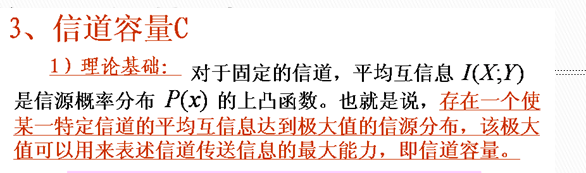 3、信道容量C
1）理论基础： 对于固定的信道，平均互信息 I(X;Y)
是信源概率分布 P(x) 的上凸函数。也就是说，存在一个使
某一特定信道的平均互信息达到极大值的信源分布，该极大
值可以用来表述信道传送信息的最大能力，即信道容量。